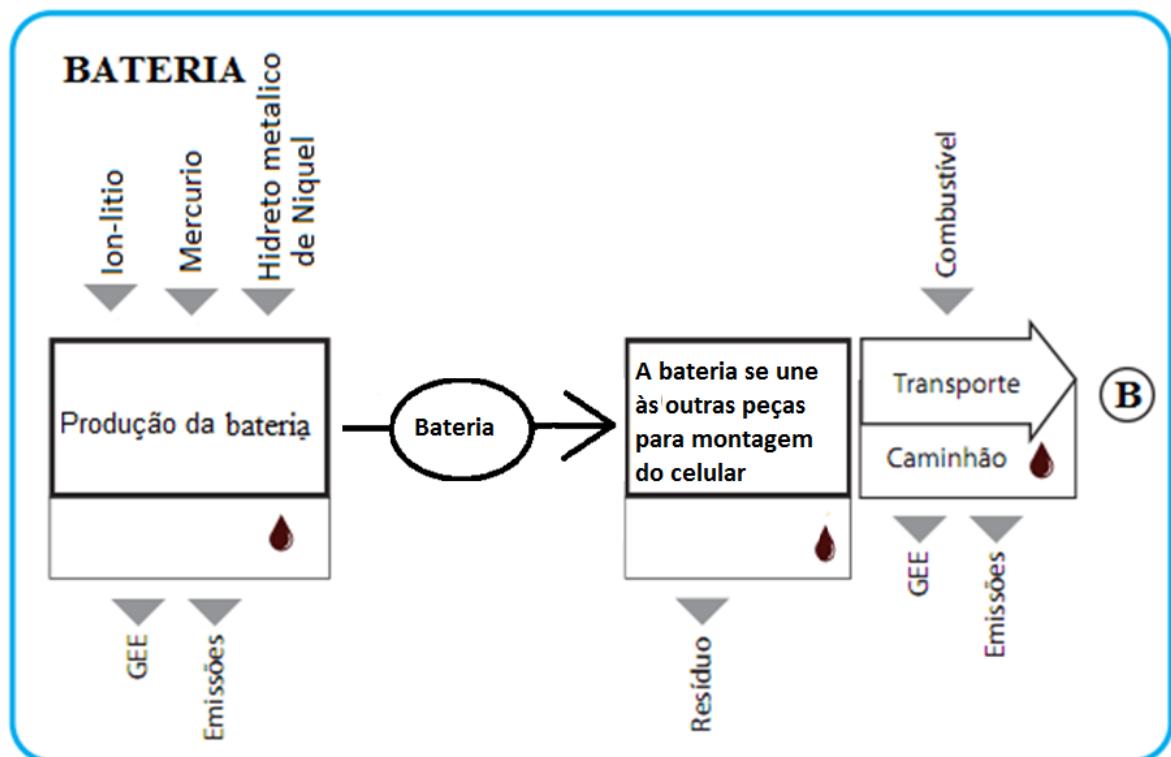 BATERIA
Ion-litio
Mercurio
Hidreto metalico
de Niquel
Combustível
Produção da bateria
Bateria
A bateria se une
às outras peças
para montagem
do celular
Transporte
Caminhão
B
GEE
Emissões
Resíduo
GEE
Emissões